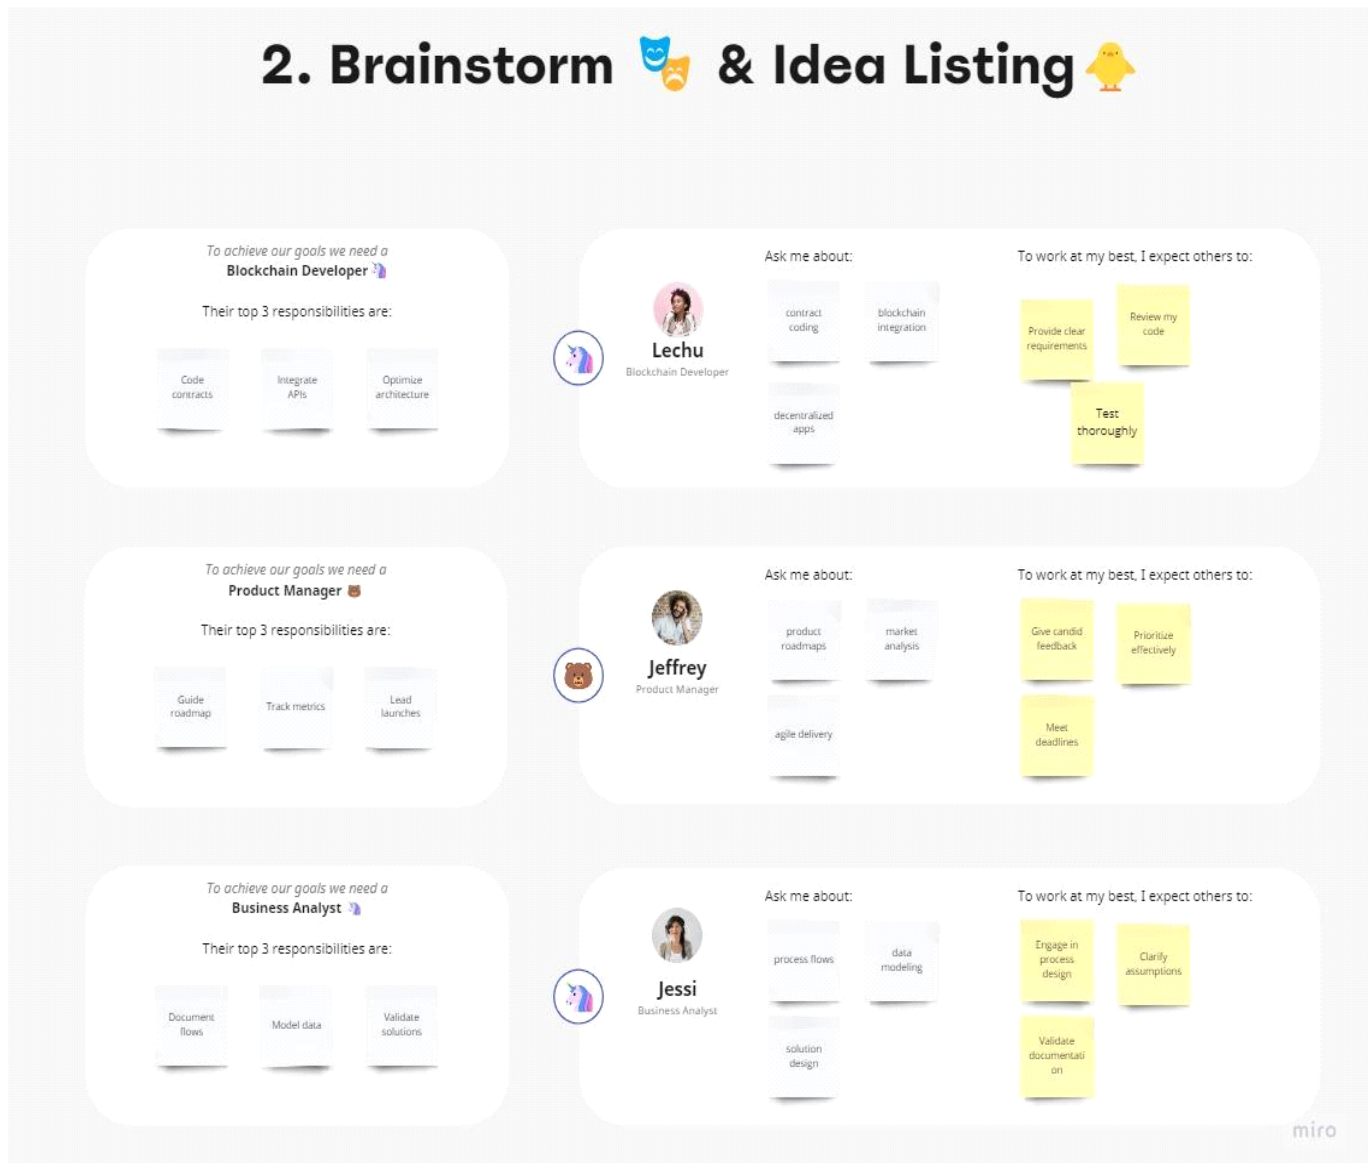 2. Brainstorm & Idea Listing
To achieve our goals we need a
Blockchain Developer
Their top 3 responsibilities are:
Code
contracts
Integrate
APIs
Optimize
architecture
Lechu
Blockchain Developer
Ask me about:
contract
coding
blockchain
integration
decentralized
apps
To work at my best, I expect others to:
Provide clear
requirements
Review my
code
Test
thoroughly
To achieve our goals we need a
Product Manager
Their top 3 responsibilities are:
Guide
roadmap
Track metrics
Lead
launches
Jeffrey
Product Manager
Ask me about:
product
roadmaps
market
analysis
agile delivery
To work at my best, I expect others to:
Give candid
feedback
Prioritize
effectively
Meet
deadlines
To achieve our goals we need a
Business Analyst
Their top 3 responsibilities are:
Document
flows
Model data
Validate
solutions
Jessi
Business Analyst
Ask me about:
process flows
data
modeling
solution
design
To work at my best, I expect others to:
Engage in
process
design
Clarify
assumptions
Validate
documentati
on
miro